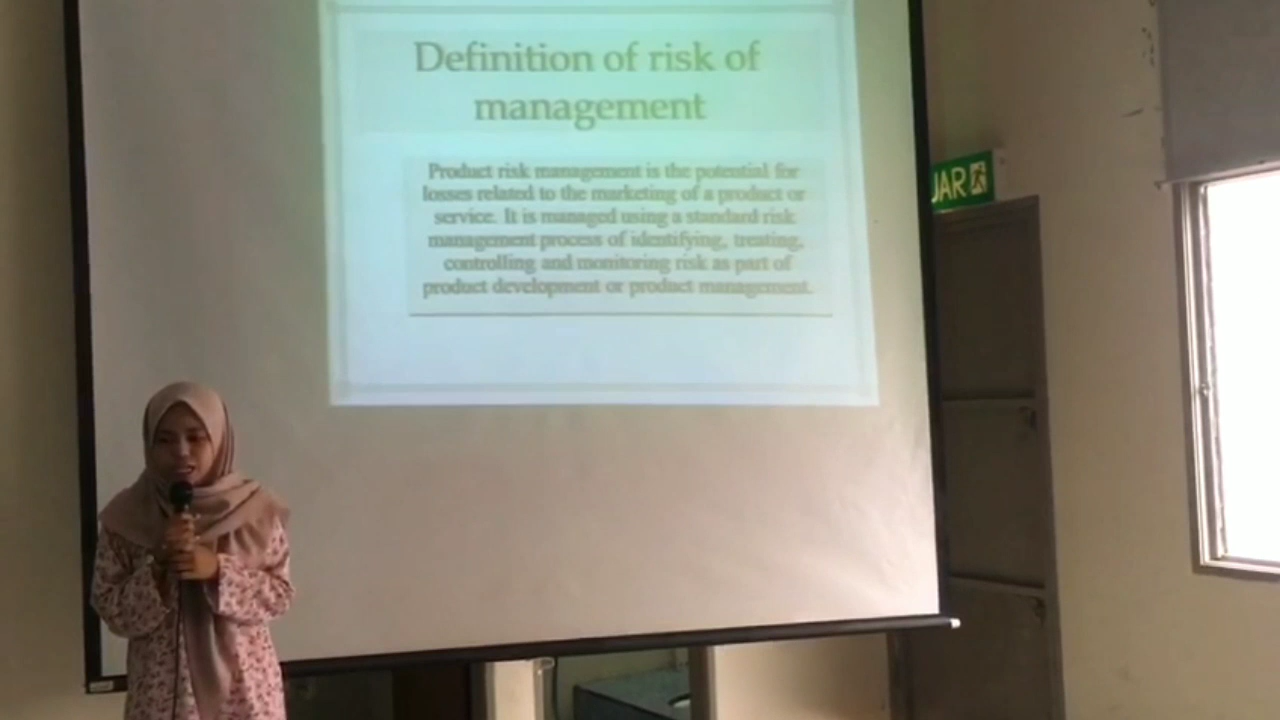 Definition of risk of
management
Product risk management is the potential for
losses related to the marketing of a product or
service. It is managed using a standard risk
management process of identifying, treating,
controlling and monitoring risk as part of
product development or product management.
UAR